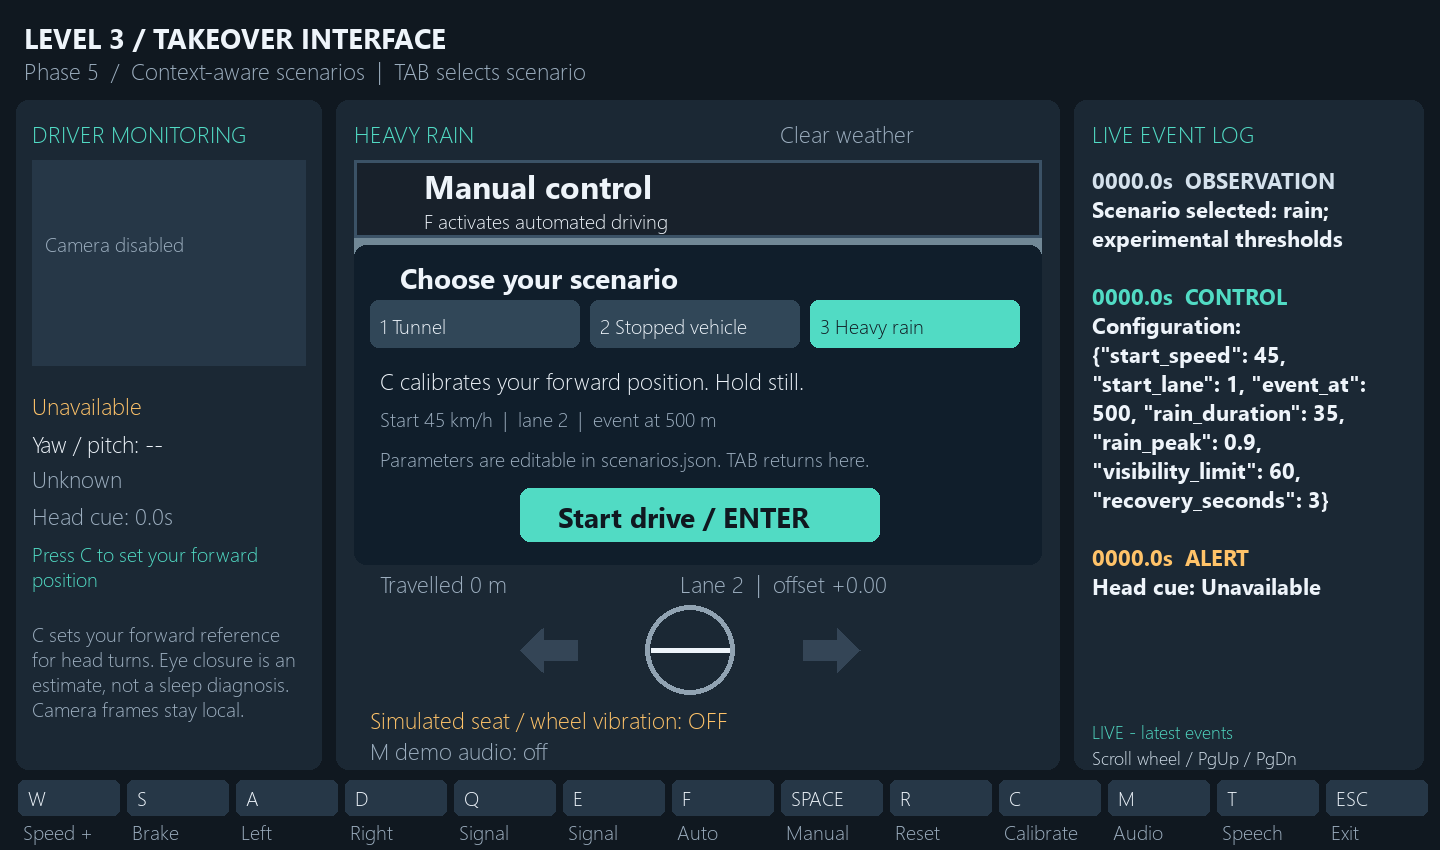 LEVEL 3 / TAKEOVER INTERFACE
Phase 5 / Context-aware scenarios | TAB selects scenario
DRIVER MONITORING
Camera disabled
Unavailable
Yaw / pitch: --
Unknown
Head cue: 0.0s
Press C to set your forward
position
C sets your forward reference
for head turns. Eye closure is an
estimate, not a sleep diagnosis.
Camera frames stay local.
HEAVY RAIN
Clear weather
Manual control
F activates automated driving
Choose your scenario
1 Tunnel
2 Stopped vehicle
3 Heavy rain
C calibrates your forward position. Hold still.
Start 45 km/h | lane 2 | event at 500 m
Parameters are editable in scenarios.json. TAB returns here.
Start drive / ENTER
Travelled 0 m
Lane 2 | offset +0.00
Simulated seat / wheel vibration: OFF
M demo audio: off
LIVE EVENT LOG
0000.0s OBSERVATION
Scenario selected: rain;
experimental thresholds
0000.0s CONTROL
Configuration:
{"start_speed": 45,
"start_lane": 1, "event_at":
500, "rain_duration": 35,
"rain_peak": 0.9,
"visibility_limit": 60,
"recovery_seconds": 3}
0000.0s ALERT
Head cue: Unavailable
LIVE - latest events
Scroll wheel / PgUp / PgDn
W
S
A
D
Q
E
F
SPACE
R
C
M
T
ESC
Speed +
Brake
Left
Right
Signal
Signal
Auto
Manual
Reset
Calibrate
Audio
Speech
Exit